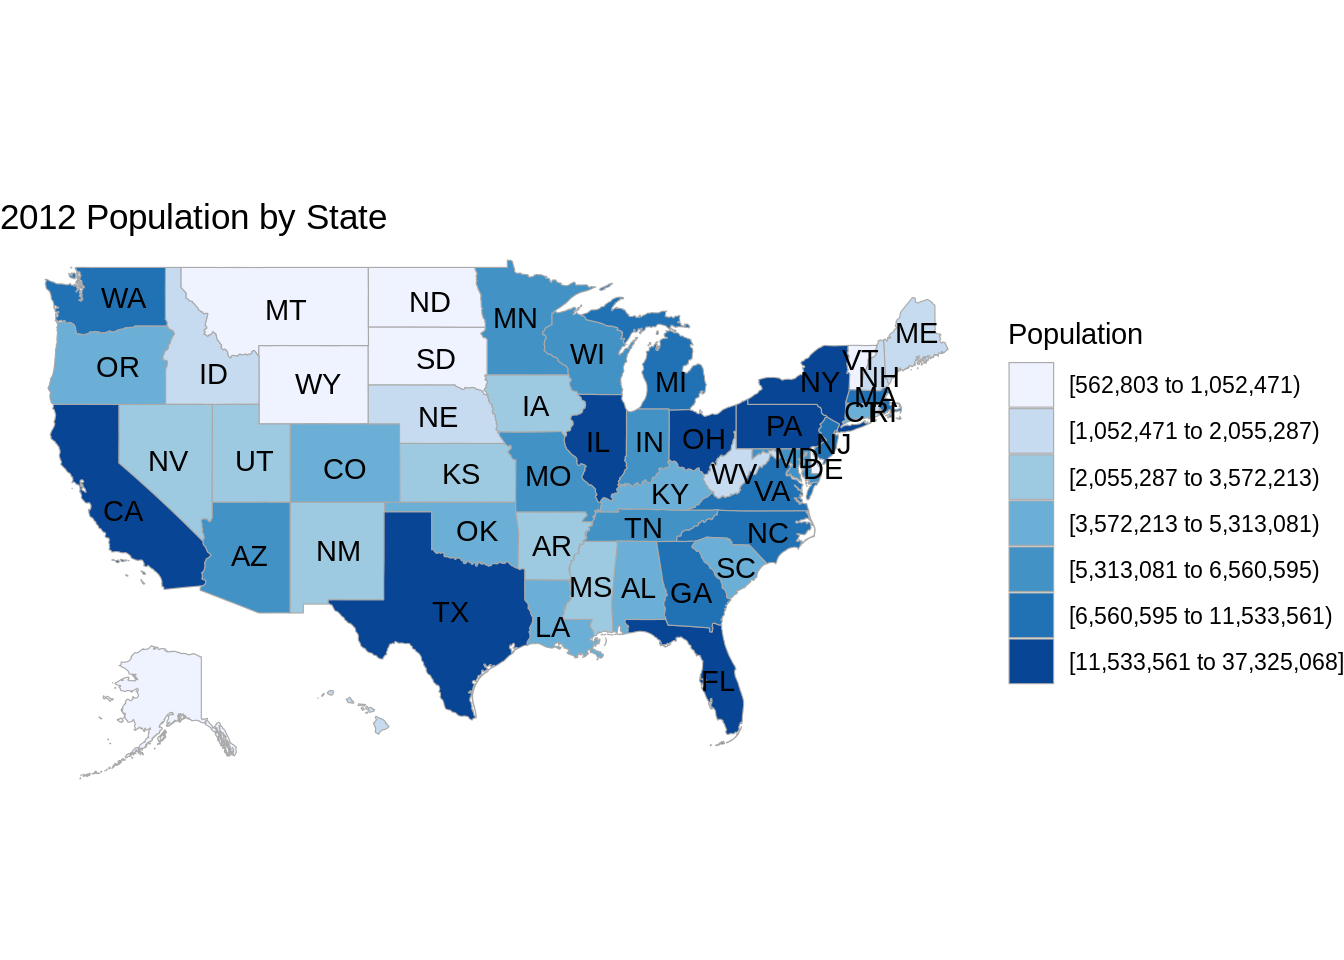 2012 Population by State
WA
MT
ND
MN
ME
OR
ID
WY
SD
WI
MI
NY
VT
NH
MA
CT
RI
NV
UT
CO
NE
IA
IL
IN
OH
PA
NJ
MD
DE
WV
VA
KS
MO
KY
CA
AZ
NM
OK
AR
TN
NC
SC
TX
LA
MS
AL
GA
FL
Population
[562,803 to 1,052,471)
[1,052,471 to 2,055,287)
[2,055,287 to 3,572,213)
[3,572,213 to 5,313,081)
[5,313,081 to 6,560,595)
[6,560,595 to 11,533,561)
[11,533,561 to 37,325,068]